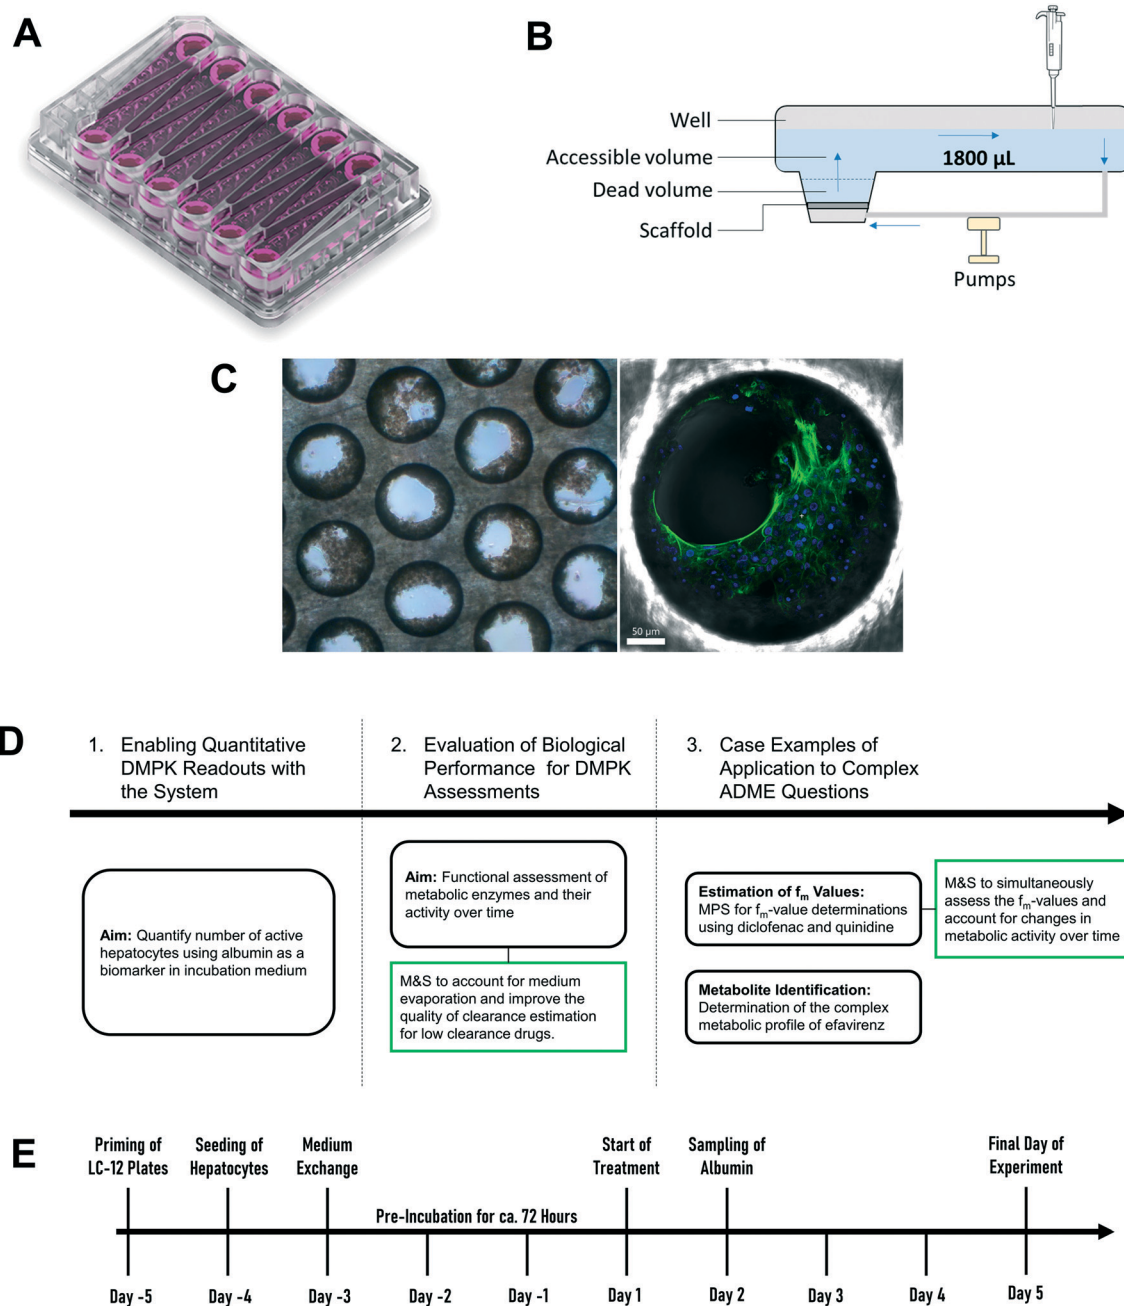 A
B
Well
Accessible volume
1800 µL
Dead volume
Scaffold
Pumps
C
50 µm
D
1. Enabling Quantitative
DMPK Readouts with
the System
2. Evaluation of Biological
Performance for DMPK
Assessments
3. Case Examples of
Application to Complex
ADME Questions
Aim: Quantify number of active
hepatocytes using albumin as a
biomarker in incubation medium
Aim: Functional assessment of
metabolic enzymes and their
activity over time
M&S to account for medium
evaporation and improve the
quality of clearance estimation
for low clearance drugs.
Estimation of fm Values:
MPS for fm-value determinations
using diclofenac and quinidine
M&S to simultaneously
assess the fm-values and
account for changes in
metabolic activity over time
Metabolite Identification:
Determination of the complex
metabolic profile of efavirenz
E
Priming of
LC-12 Plates
Seeding of
Hepatocytes
Medium
Exchange
Pre-Incubation for ca. 72 Hours
Start of
Treatment
Sampling of
Albumin
Final Day of
Experiment
Day -5
Day -4
Day -3
Day -2
Day -1
Day 1
Day 2
Day 3
Day 4
Day 5